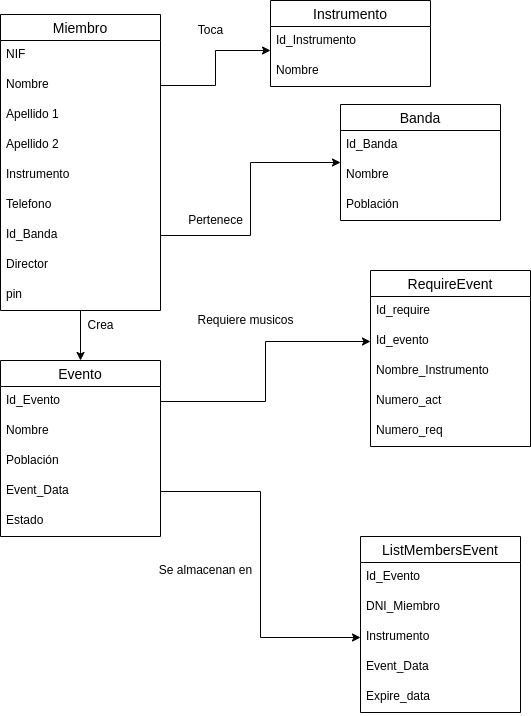 Miembro
NIF
Nombre
Apellido 1
Apellido 2
Instrumento
Telefono
Id_Banda
Director
pin
Toca
Instrumento
Id_Instrumento
Nombre
Pertenece
Banda
Id_Banda
Nombre
Población
Crea
Evento
Id_Evento
Nombre
Población
Event_Data
Estado
Requiere musicos
RequireEvent
Id_require
Id_evento
Nombre_Instrumento
Numero_act
Numero_req
Se almacenan en
ListMembersEvent
Id_Evento
DNI_Miembro
Instrumento
Event_Data
Expire_data